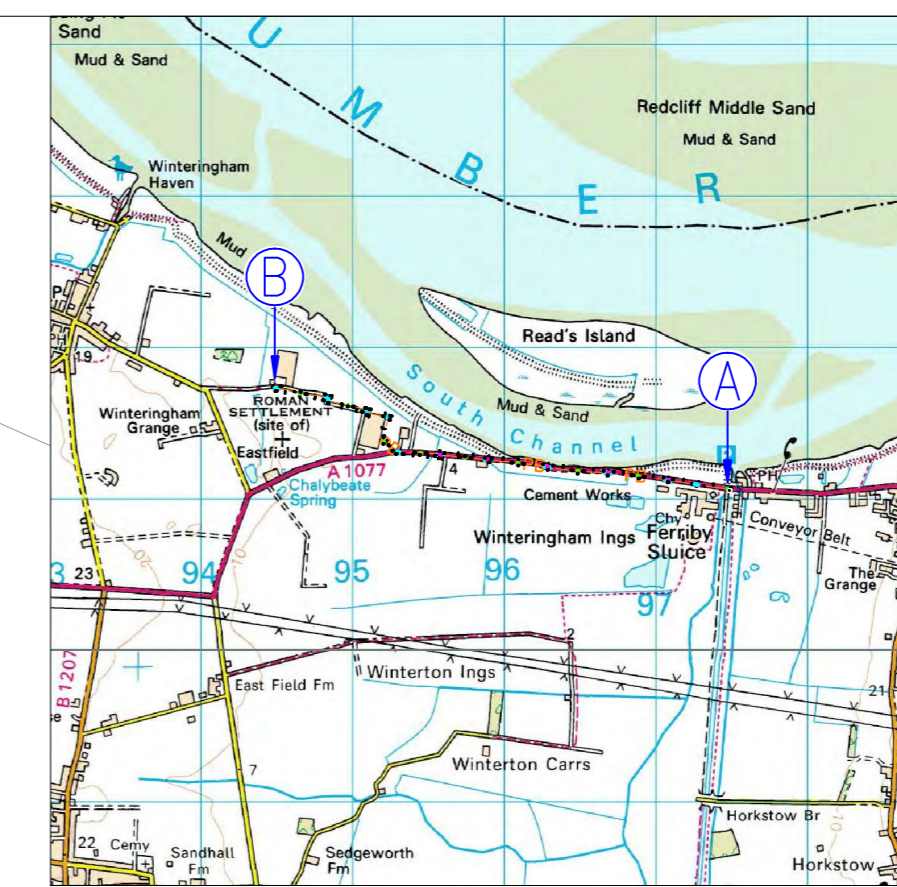 Sand
Mud & Sand
U
M
B
E
R
Redcliff Middle Sand
Mud & Sand
Winteringham
Haven
Mud
B
Read's Island
A
South Channel
Mud & Sand
19
ROMAN
SETTLEMENT
(site of)
Winteringham
Grange
Eastfield
A 1077
Chalybeate
Spring
4
PH
Cement Works
Winteringham Ings
Chy
Ferriby
Sluice
Conveyor Belt
The
Grange
3
23
94
95
96
97
20
10
2
B 1207
East Field Fm
Winterton Ings
21
Winterton Carrs
7
Horkstow Br
22
Cemy
Sandhall
Fm
Sedgeworth
Fm
Horkstow